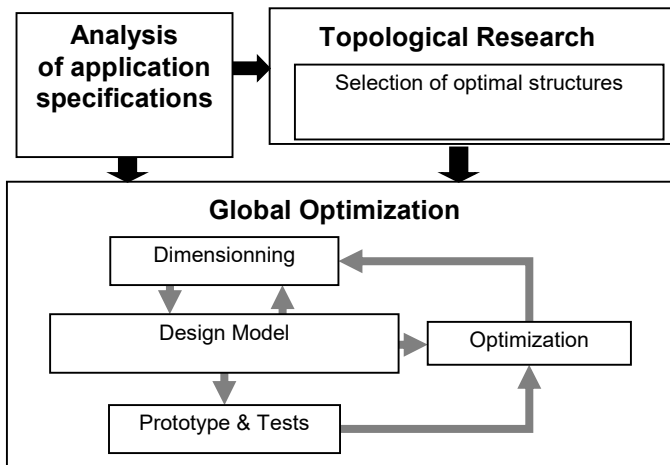 Analysis
of application
specifications
Topological Research
Selection of optimal structures
Global Optimization
Dimensionning
Design Model
Optimization
Prototype & Tests